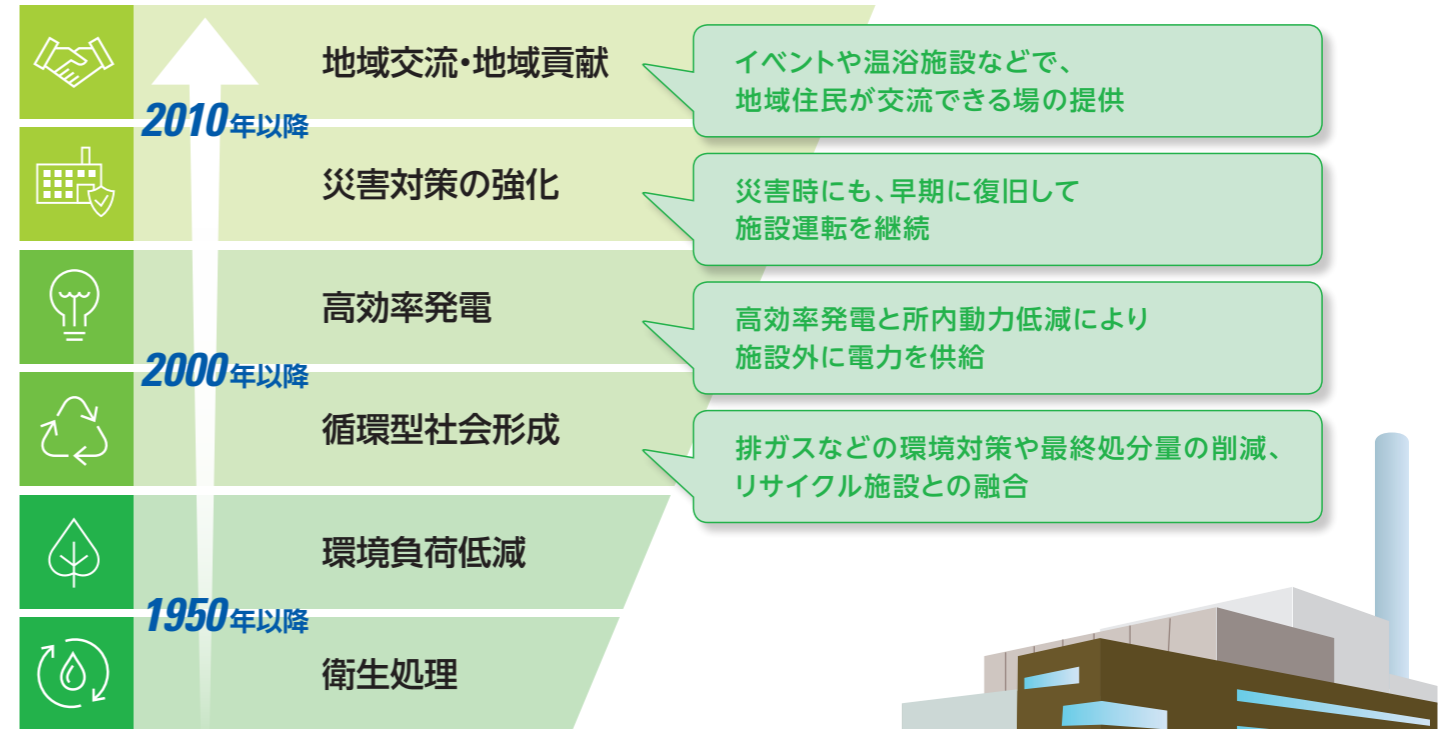 地域交流・地域貢献
イベントや温浴施設などで、
地域住民が交流できる場の提供
2010年以降
災害対策の強化
災害時にも、早期に復旧して
施設運転を継続
高効率発電
高効率発電と所内動力低減により
施設外に電力を供給
2000年以降
循環型社会形成
排ガスなどの環境対策や最終処分量の削減、
リサイクル施設との融合
環境負荷低減
1950年以降
衛生処理